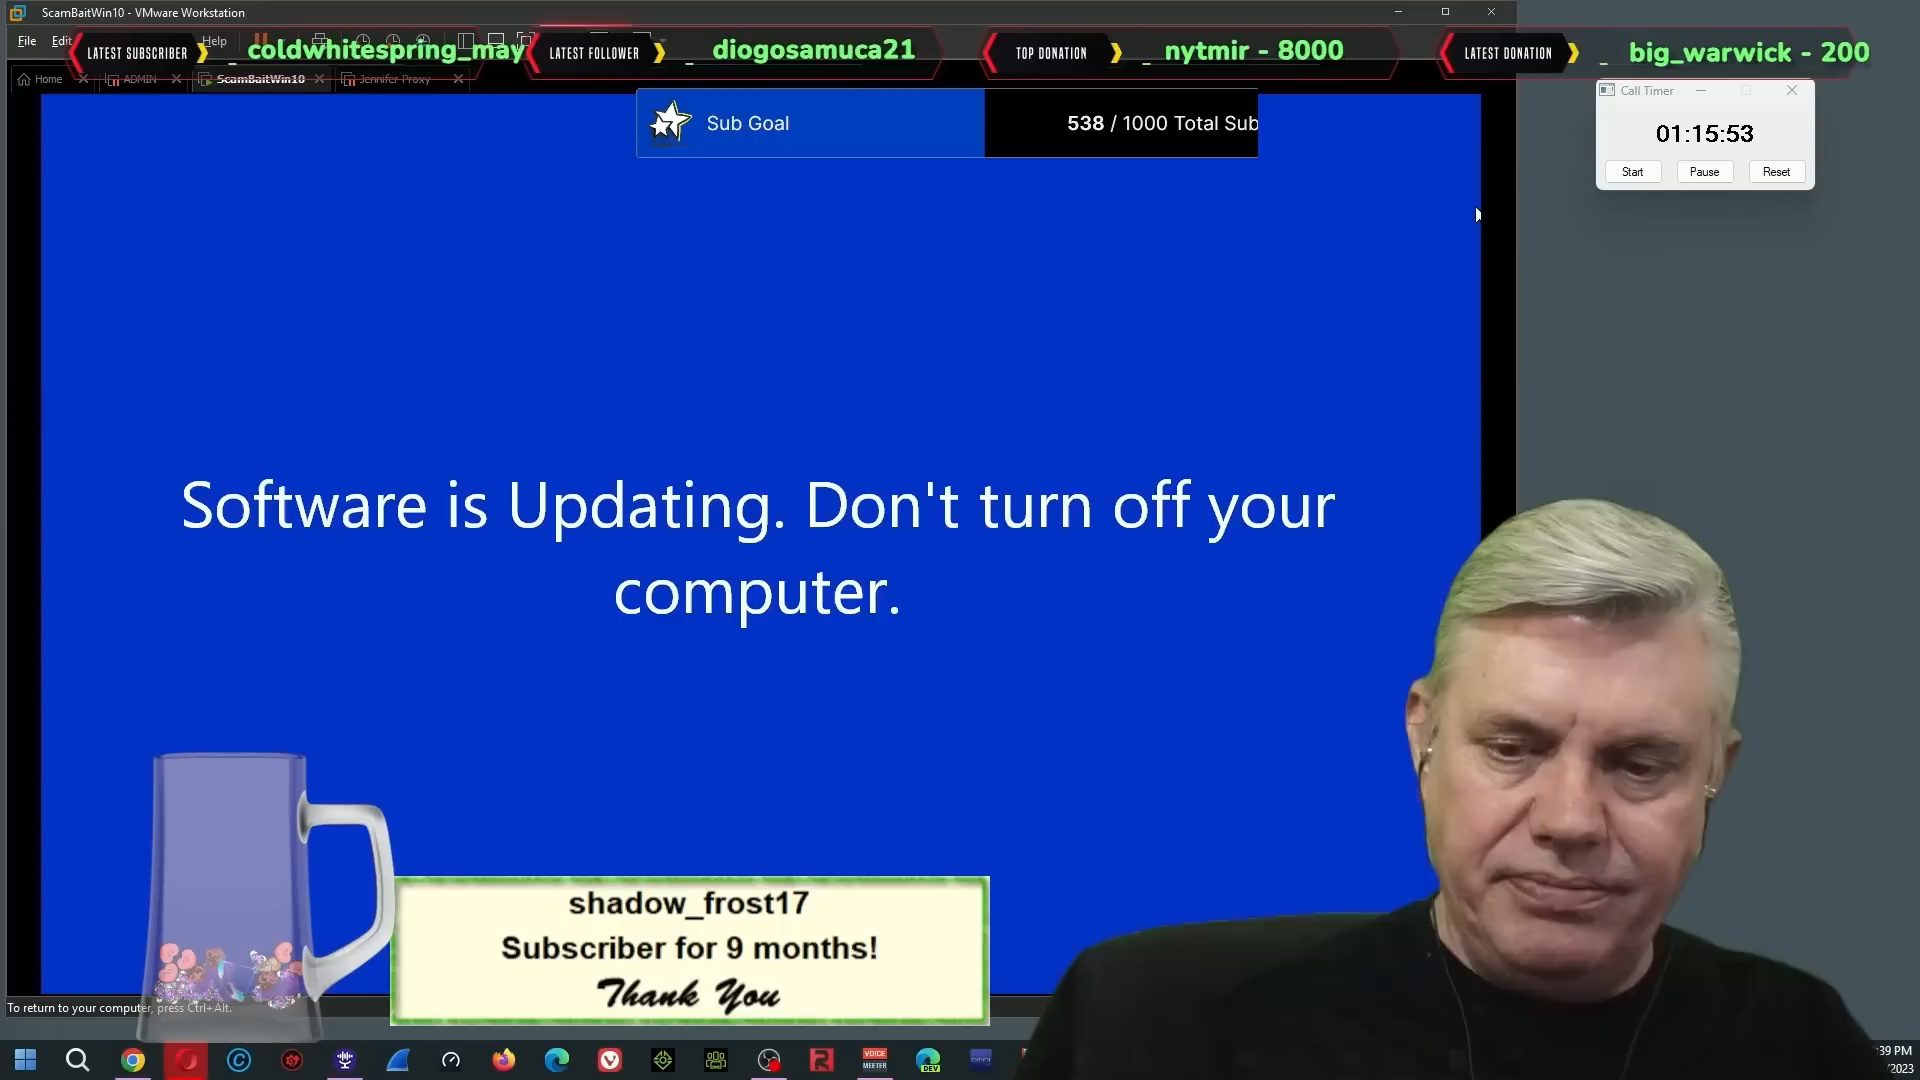 ScamBaitWin10 - VMware Workstation
File Edit Help
LATEST SUBSCRIBER coldwhitespring_may
LATEST FOLLOWER _ diogosamuca21
TOP DONATION _ nytmir - 8000
LATEST DONATION _ big_warwick - 200
Home ADMIN ScamBaitWin10 Jennifer Proxy
Sub Goal 538 / 1000 Total Sub
Call Timer
01:15:53
Start Pause Reset
Software is Updating. Don't turn off your
computer.
shadow_frost17
Subscriber for 9 months!
Thank You
To return to your computer, press Ctrl+Alt.
VOICE
MEETER
DEV
:39 PM
/2023